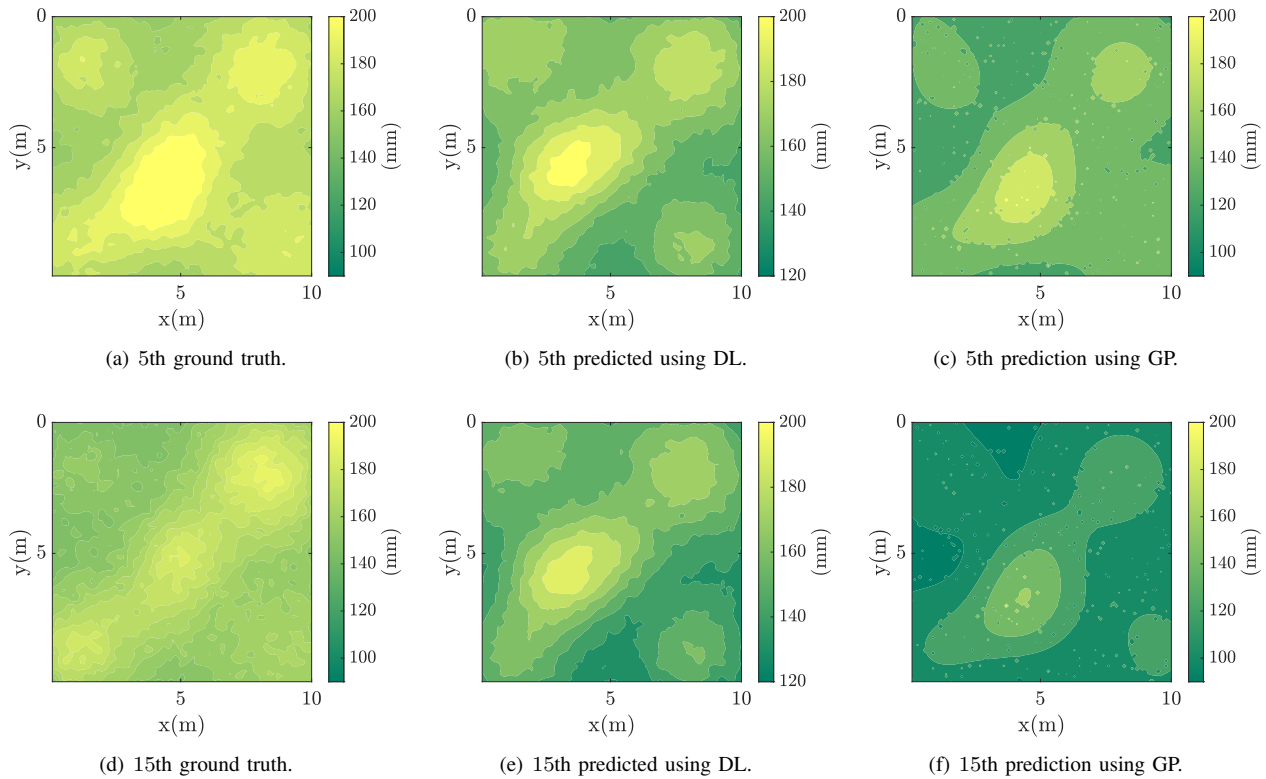 0
5
y(m)
5
10
x(m)
200
180
160
140
120
100
(mm)
(a) 5th ground truth.
0
5
y(m)
5
10
x(m)
200
180
160
140
120
(mm)
(b) 5th predicted using DL.
0
5
y(m)
5
10
x(m)
200
180
160
140
120
100
(mm)
(c) 5th prediction using GP.
0
5
y(m)
5
10
x(m)
200
180
160
140
120
100
(mm)
(d) 15th ground truth.
0
5
y(m)
5
10
x(m)
200
180
160
140
120
(mm)
(e) 15th predicted using DL.
0
5
y(m)
5
10
x(m)
200
180
160
140
120
100
(mm)
(f) 15th prediction using GP.